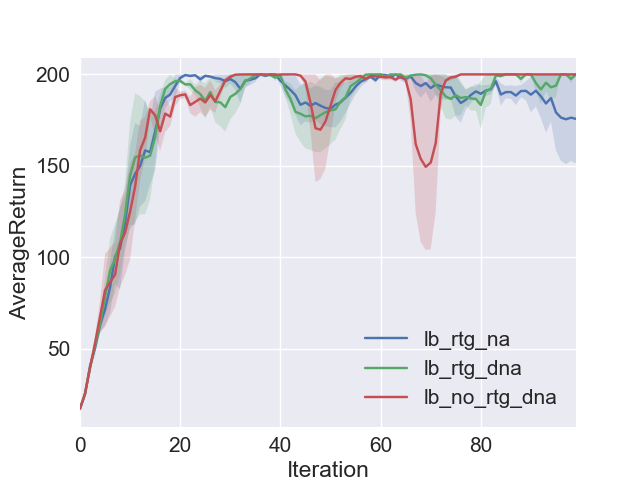 200
150
100
50
AverageReturn
lb_rtg_na
lb_rtg_dna
lb_no_rtg_dna
0 20 40 60 80
Iteration